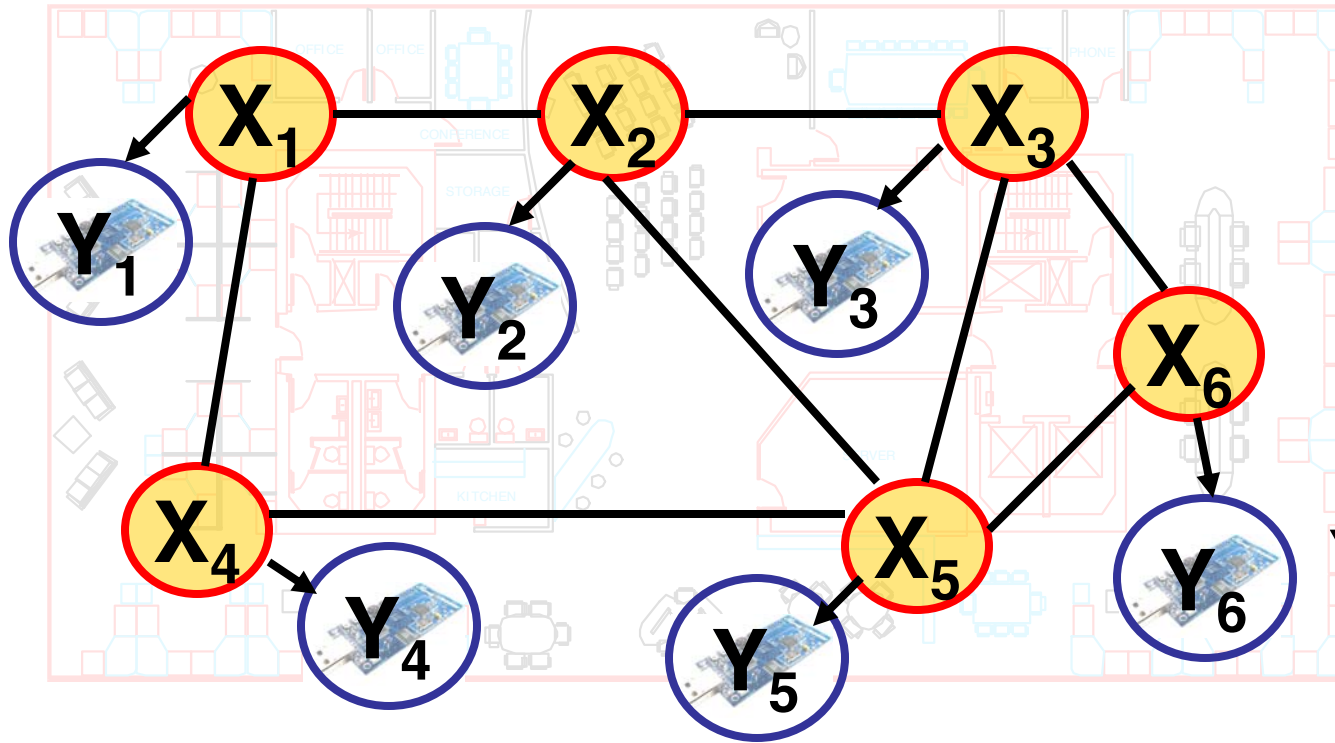 OFFICE
OFFICE
PHONE
X1
X2
X3
CONFERENCE
STORAGE
Y1
Y2
Y3
X6
KITCHEN
X4
X5
Y6
Y4
Y5